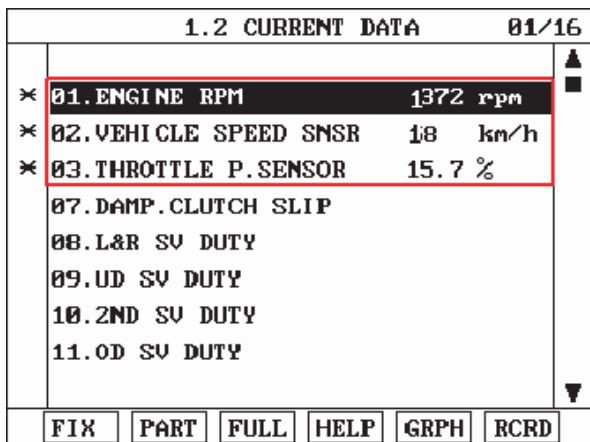 1.2 CURRENT DATA 01/16
* 01.ENGINE RPM 1372 rpm
* 02.VEHICLE SPEED SNSR 18 km/h
* 03.THROTTLE P.SENSOR 15.7 %
07.DAMP.CLUTCH SLIP
08.L&R SV DUTY
09.UD SV DUTY
10.2ND SV DUTY
11.OD SV DUTY
FIX PART FULL HELP GRPH RCRD